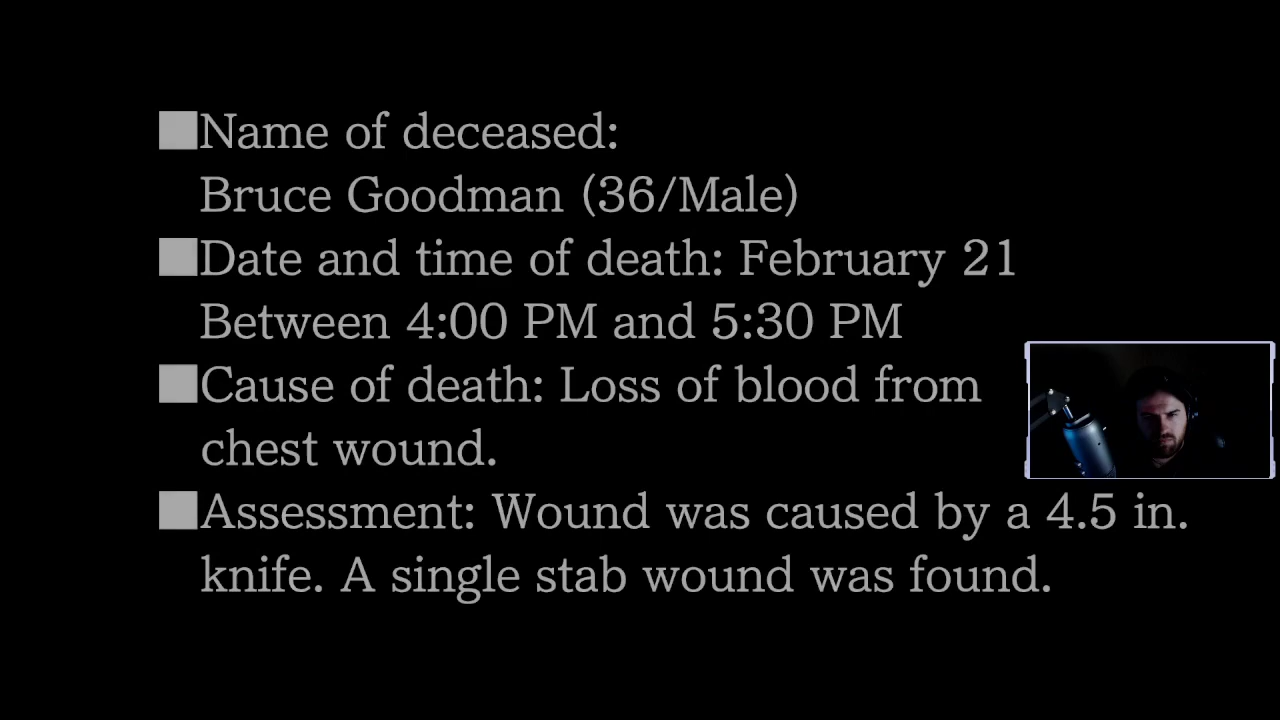 ■Name of deceased:
Bruce Goodman (36/Male)
■Date and time of death: February 21
Between 4:00 PM and 5:30 PM
■Cause of death: Loss of blood from
chest wound.
■Assessment: Wound was caused by a 4.5 in.
knife. A single stab wound was found.